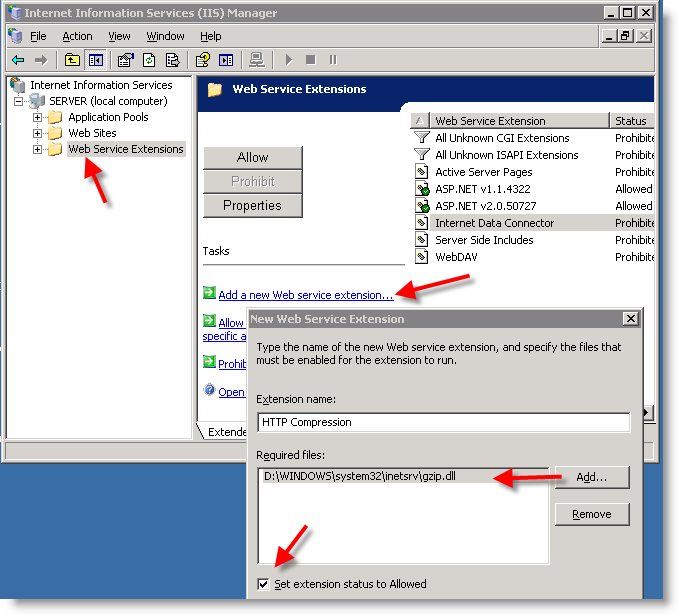 Internet Information Services (IIS) Manager
File Action View Window Help
Internet Information Services
SERVER (local computer)
Application Pools
Web Sites
Web Service Extensions
Web Service Extensions
Allow
Prohibit
Properties
Tasks
Add a new Web service extension...
Allow
specific a
Prohib
Open
Extende
Web Service Extension Status
All Unknown CGI Extensions Prohibite
All Unknown ISAPI Extensions Prohibite
Active Server Pages Prohibite
ASP.NET v1.1.4322 Allowed
ASP.NET v2.0.50727 Allowed
Internet Data Connector Prohibite
Server Side Includes Prohibite
WebDAV Prohibite
New Web Service Extension
Type the name of the new Web service extension, and specify the files that
must be enabled for the extension to run.
Extension name:
HTTP Compression
Required files:
D:\WINDOWS\system32\inetsrv\gzip.dll
Add...
Remove
Set extension status to Allowed